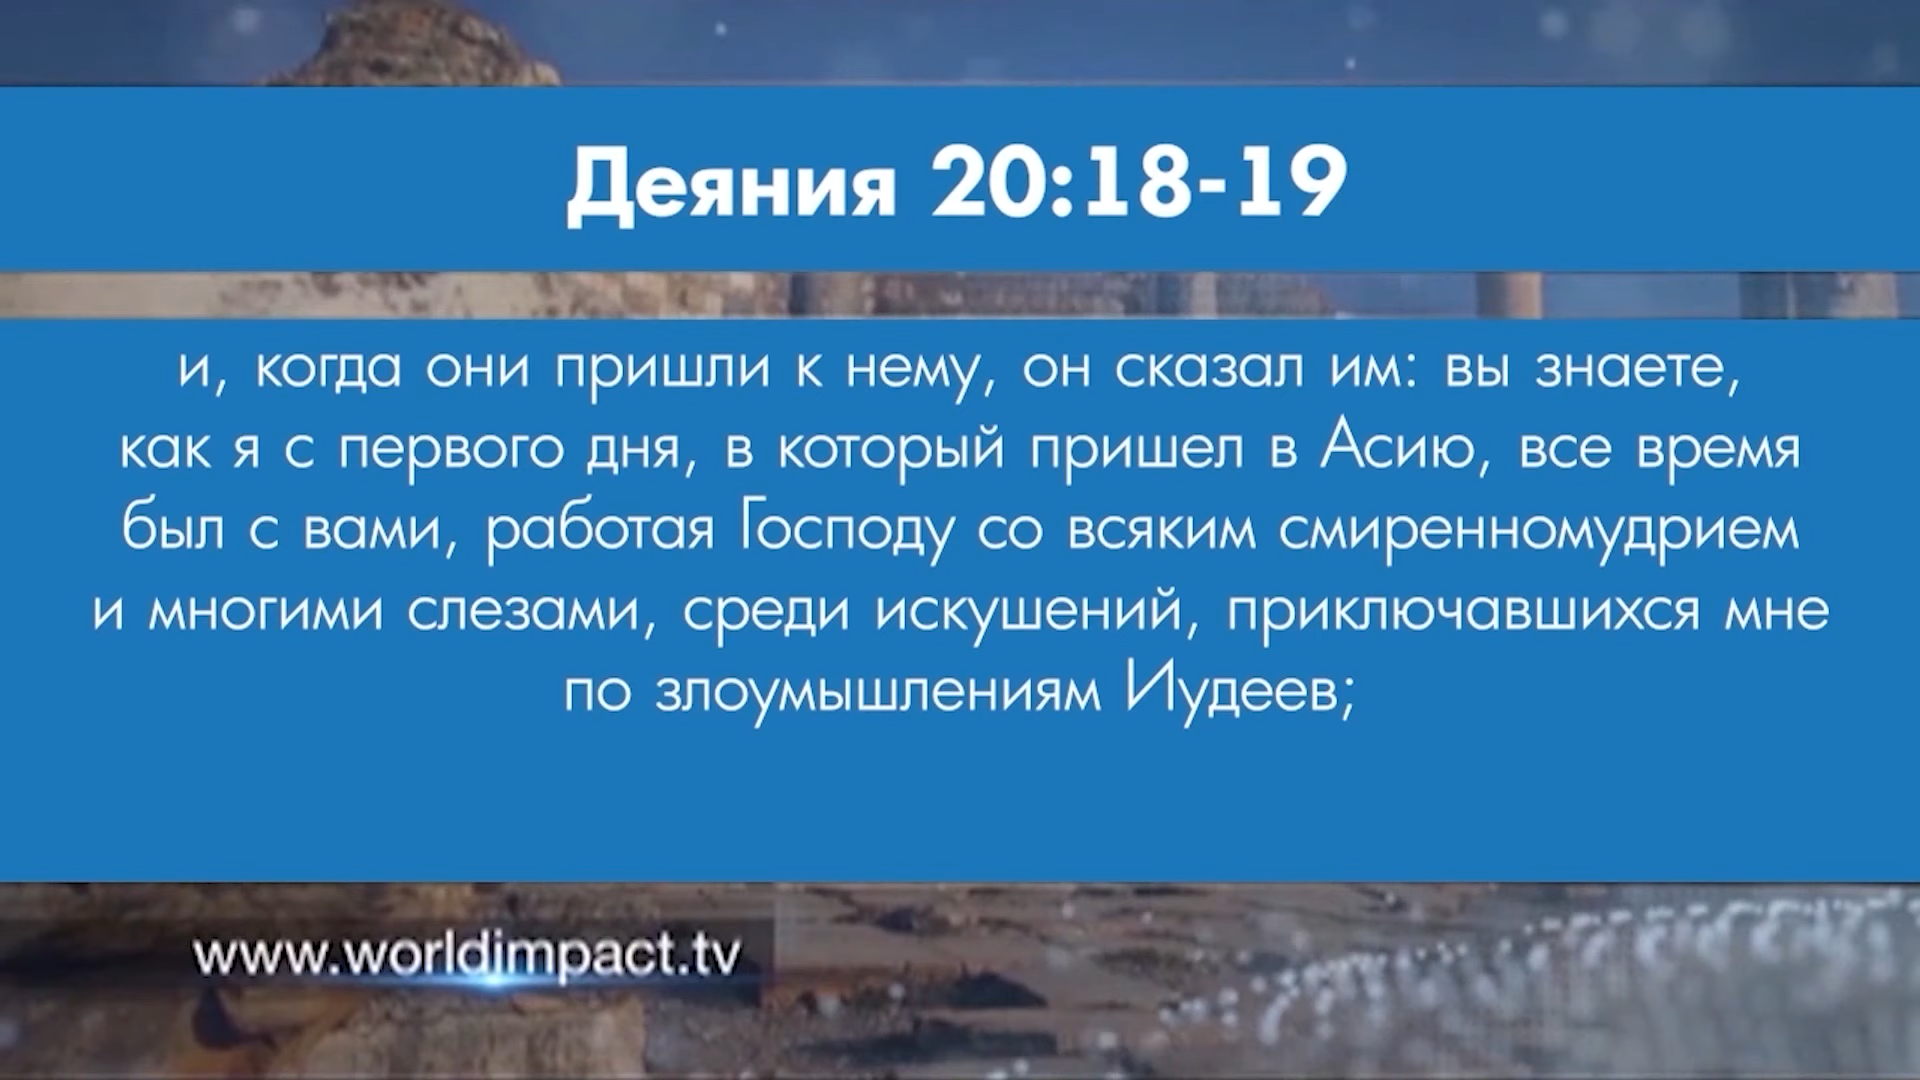 Деяния 20:18-19
и, когда они пришли к нему, он сказал им: вы знаете,
как я с первого дня, в который пришел в Асию, все время
был с вами, работая Господу со всяким смиренномудрием
и многими слезами, среди искушений, приключавшихся мне
по злоумышлениям Иудеев;
www.worldimpact.tv